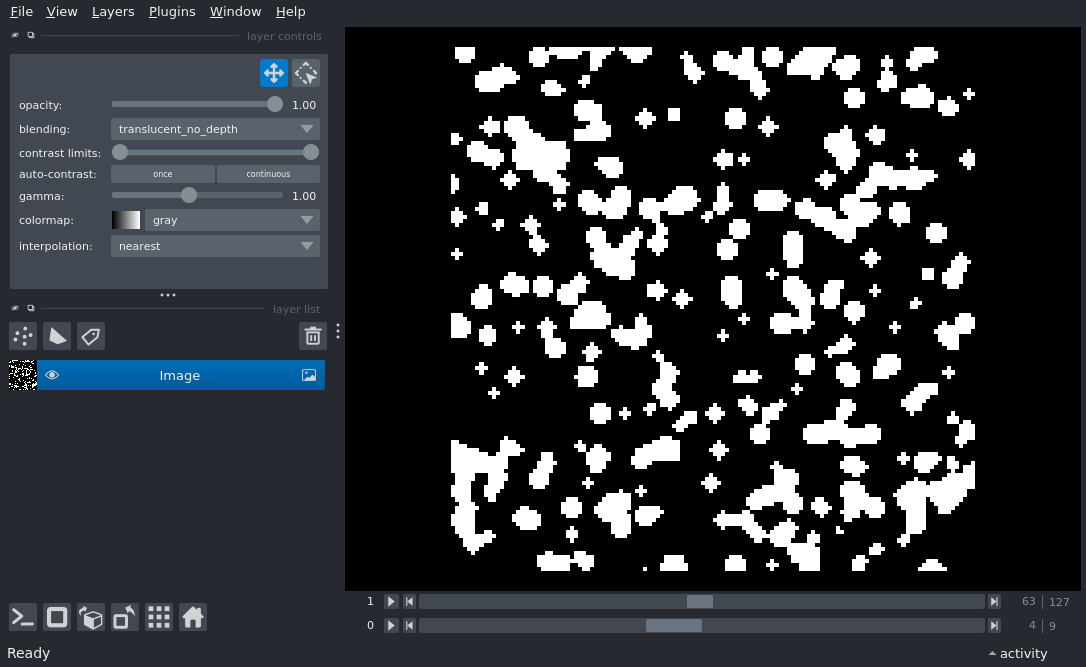 File View Layers Plugins Window Help
layer controls
opacity: 1.00
blending: translucent_no_depth
contrast limits:
auto-contrast: once continuous
gamma: 1.00
colormap: gray
interpolation: nearest
layer list
Image
1 63 127
0 4 9
Ready activity